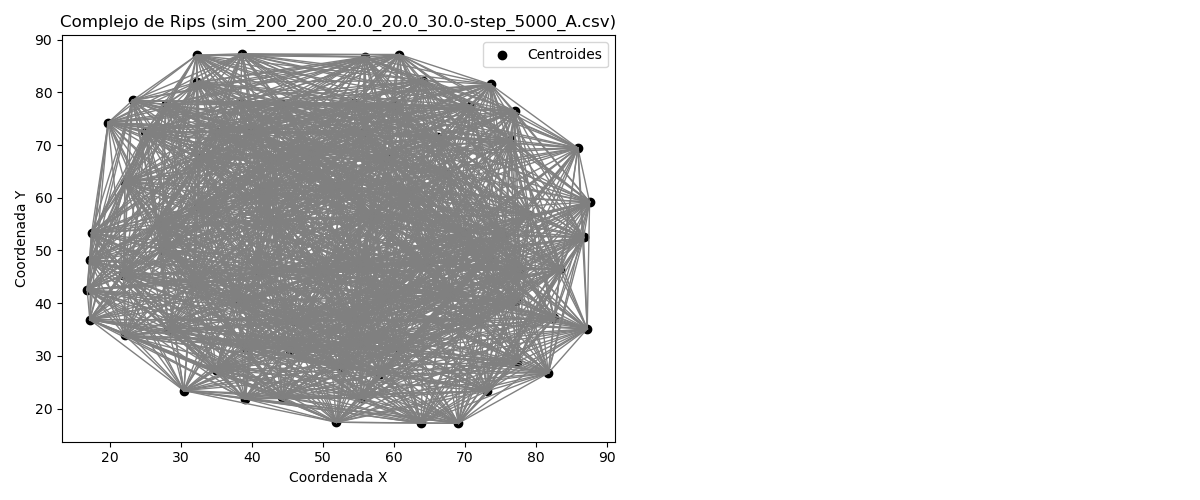 Complejo de Rips (sim_200_200_20.0_20.0_30.0-step_5000_A.csv)
Centroides
90
80
70
60
50
40
30
20
Coordenada Y
20 30 40 50 60 70 80 90
Coordenada X